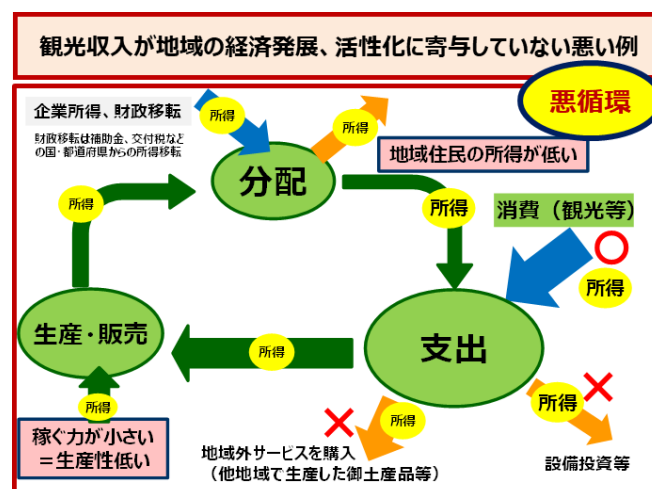 観光収入が地域の経済発展、活性化に寄与していない悪い例
悪循環
企業所得、財政移転
財政移転は補助金、交付税など
の国・都道府県からの所得移転
所得
所得
分配
地域住民の所得が低い
所得
所得
消費（観光等）
所得
生産・販売
所得
支出
所得
稼ぐ力が小さい
＝生産性低い
所得
所得
地域外サービスを購入
（他地域で生産した御土産品等）
設備投資等